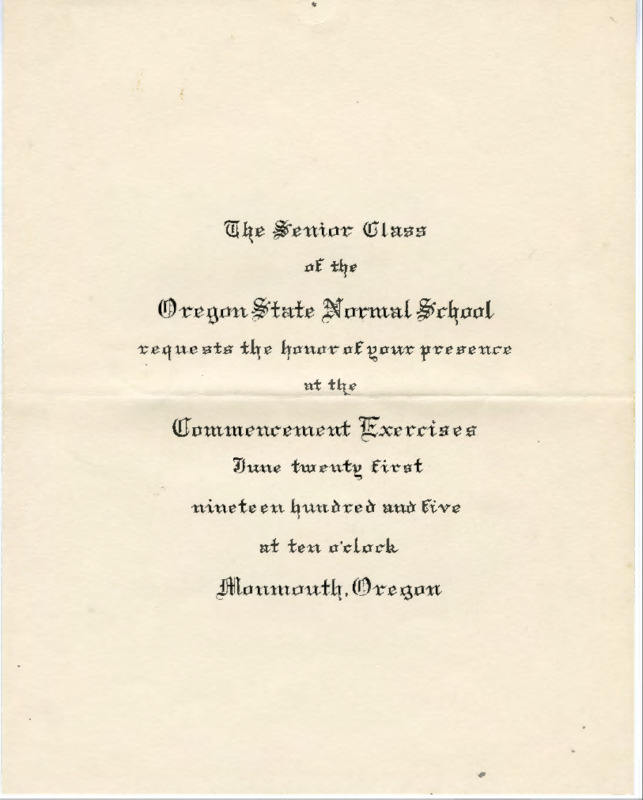 The Senior Class
of the
Oregon State Normal School
requests the honor of your presence
at the
Commencement Exercises
June twenty first
nineteen hundred and five
at ten o'clock
Monmouth, Oregon